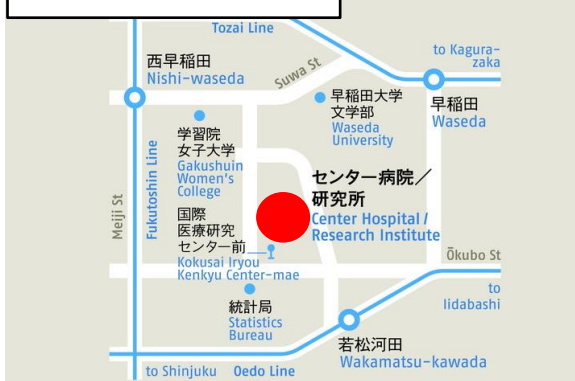 Tozai Line
to Kagura-
zaka
西早稲田
Nishi-waseda
Suwa St
早稲田大学
文学部
Waseda
University
早稲田
Waseda
学習院
女子大学
Gakushuin
Women's
College
Meiji St
Fukutoshin Line
センター病院／
研究所
Center Hospital /
Research Institute
国際
医療研究
センター前
Kokusai Iryou
Kenkyu Center-mae
Ōkubo St
to
Iidabashi
統計局
Statistics
Bureau
若松河田
Wakamatsu-kawada
to Shinjuku
Oedo Line